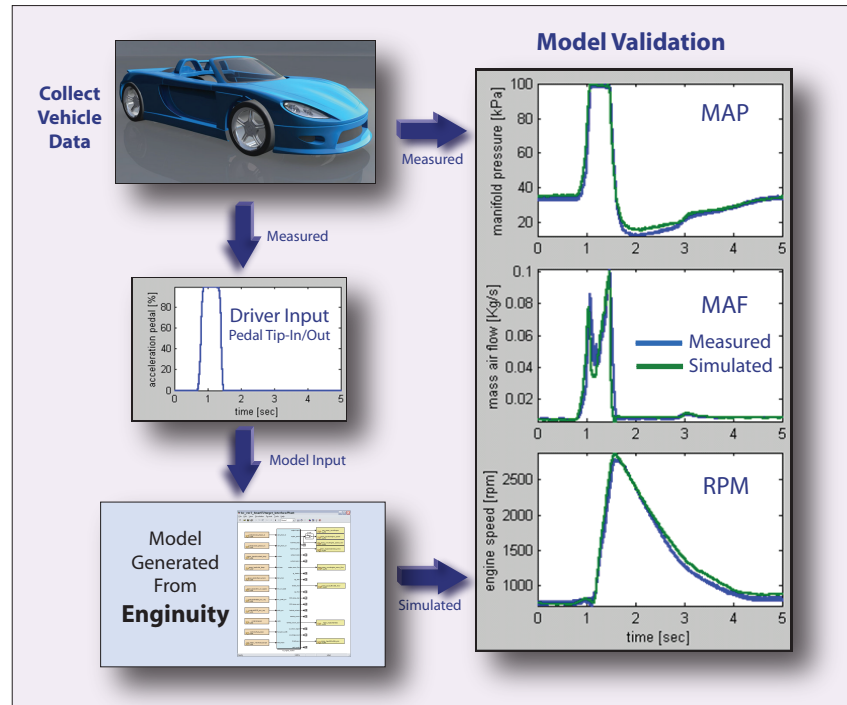 Model Validation
Collect
Vehicle
Data
Measured
Measured
acceleration pedal [%]
80
60
40
20
0
Driver Input
Pedal Tip-In/Out
0 1 2 3 4 5
time [sec]
Model Input
Model
Generated
From
Enginuity
Simulated
manifold pressure [kPa]
100
80
60
40
20
MAP
0 1 2 3 4 5
mass air flow [Kg/s]
0.1
0.08
0.06
0.04
0.02
MAF
Measured
Simulated
0 1 2 3 4 5
engine speed [rpm]
2500
2000
1500
1000
RPM
0 1 2 3 4 5
time [sec]